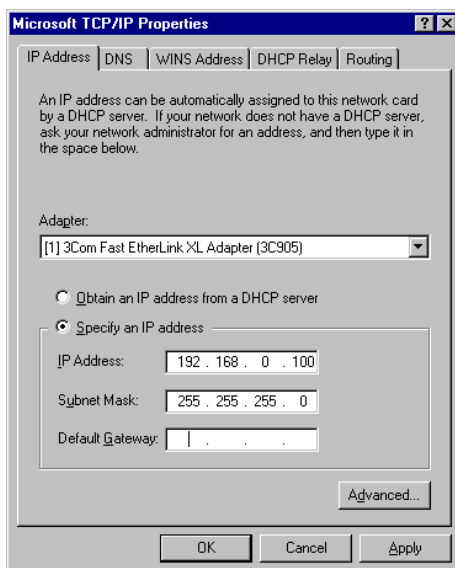 Microsoft TCP/IP Properties
IP Address DNS WINS Address DHCP Relay Routing
An IP address can be automatically assigned to this network card
by a DHCP server. If your network does not have a DHCP server,
ask your network administrator for an address, and then type it in
the space below.
Adapter:
[1] 3Com Fast EtherLink XL Adapter (3C905)
Obtain an IP address from a DHCP server
Specify an IP address
IP Address: 192 . 168 . 0 . 100
Subnet Mask: 255 . 255 . 255 . 0
Default Gateway: . . .
Advanced...
OK Cancel Apply